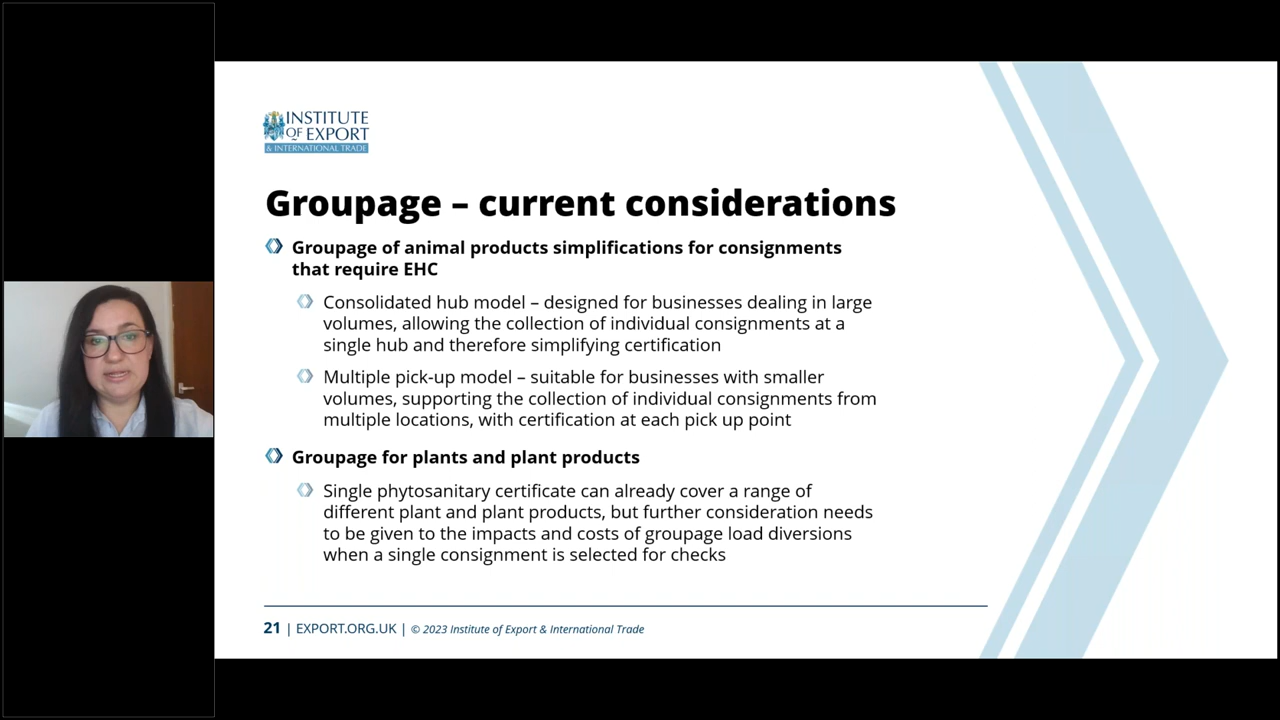 INSTITUTE
OF EXPORT
& INTERNATIONAL TRADE
Groupage – current considerations
Groupage of animal products simplifications for consignments
that require EHC
Consolidated hub model – designed for businesses dealing in large
volumes, allowing the collection of individual consignments at a
single hub and therefore simplifying certification
Multiple pick-up model – suitable for businesses with smaller
volumes, supporting the collection of individual consignments from
multiple locations, with certification at each pick up point
Groupage for plants and plant products
Single phytosanitary certificate can already cover a range of
different plant and plant products, but further consideration needs
to be given to the impacts and costs of groupage load diversions
when a single consignment is selected for checks
21 | EXPORT.ORG.UK | © 2023 Institute of Export & International Trade